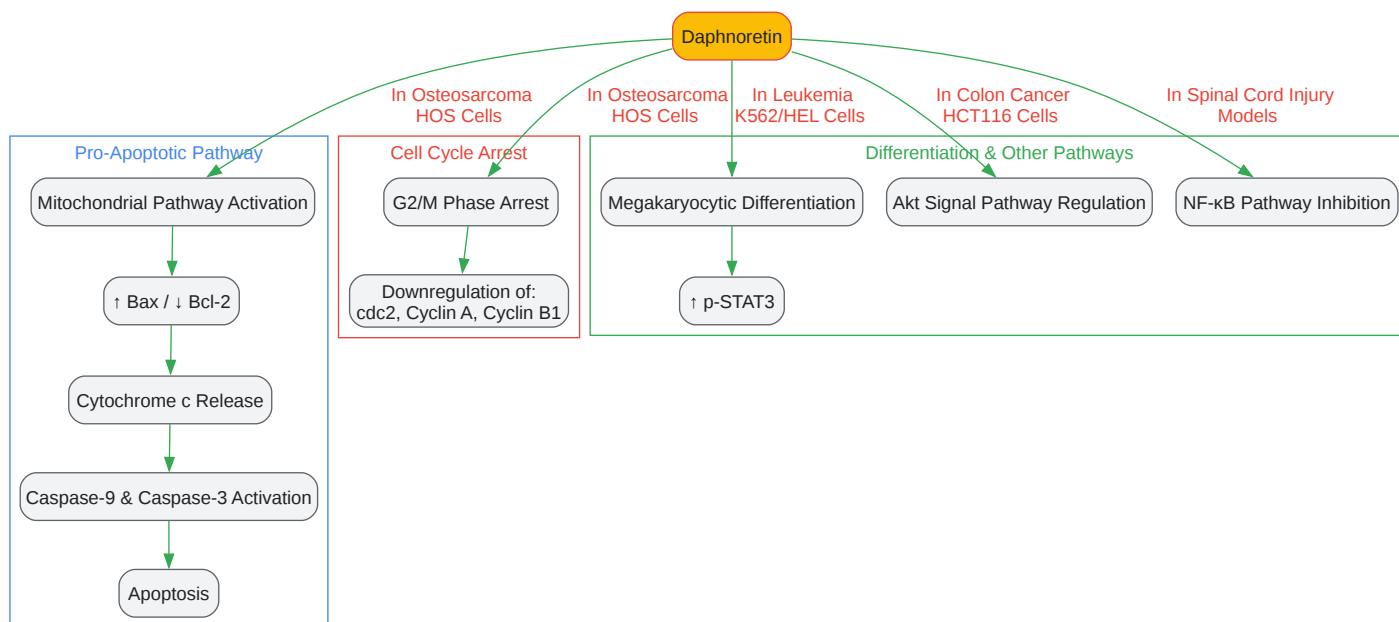 Daphnoretin
In Osteosarcoma
HOS Cells
In Osteosarcoma
HOS Cells
In Leukemia
K562/HEL Cells
In Colon Cancer
HCT116 Cells
In Spinal Cord Injury
Models
Pro-Apoptotic Pathway
Mitochondrial Pathway Activation
↑ Bax / ↓ Bcl-2
Cytochrome c Release
Caspase-9 & Caspase-3 Activation
Apoptosis
Cell Cycle Arrest
G2/M Phase Arrest
Downregulation of:
cdc2, Cyclin A, Cyclin B1
Differentiation & Other Pathways
Megakaryocytic Differentiation
↑ p-STAT3
Akt Signal Pathway Regulation
NF-κB Pathway Inhibition